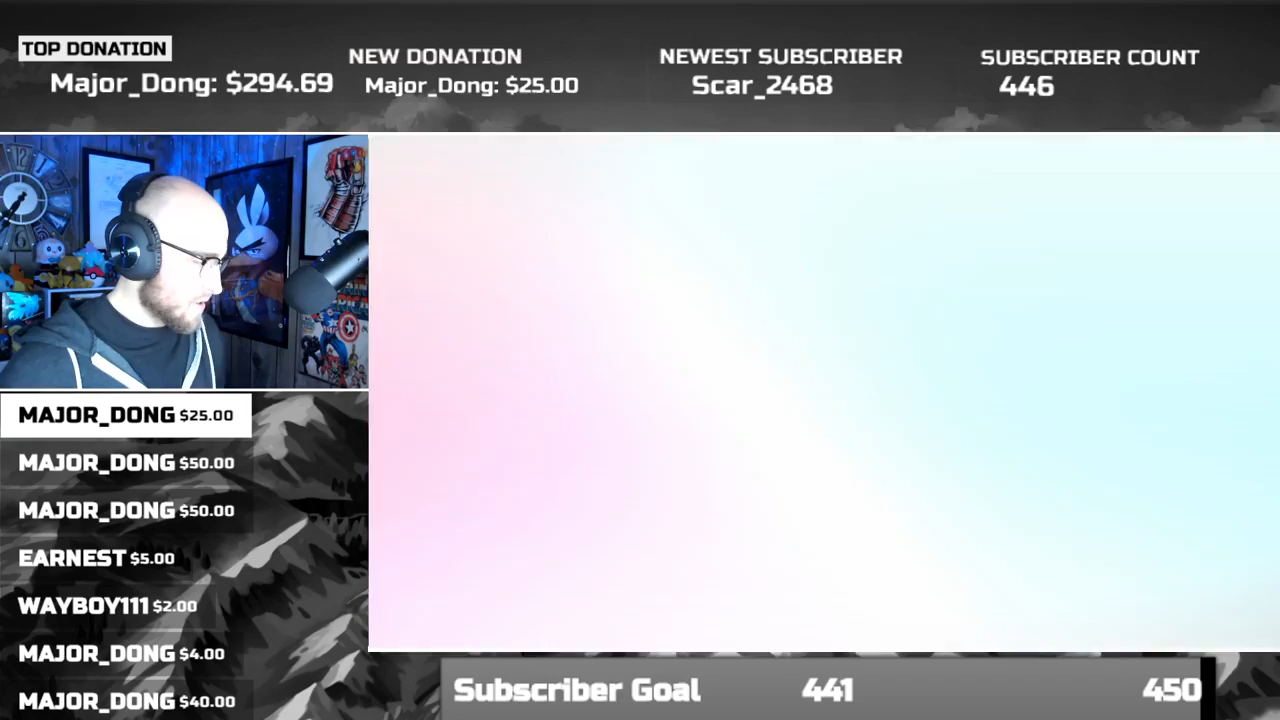 TOP DONATION
Major_Dong: $294.69
NEW DONATION
Major_Dong: $25.00
NEWEST SUBSCRIBER
Scar_2468
SUBSCRIBER COUNT
446
MAJOR_DONG $25.00
MAJOR_DONG $50.00
MAJOR_DONG $50.00
EARNEST $5.00
WAYBOY111 $2.00
MAJOR_DONG $4.00
MAJOR_DONG $40.00
Subscriber Goal 441 450